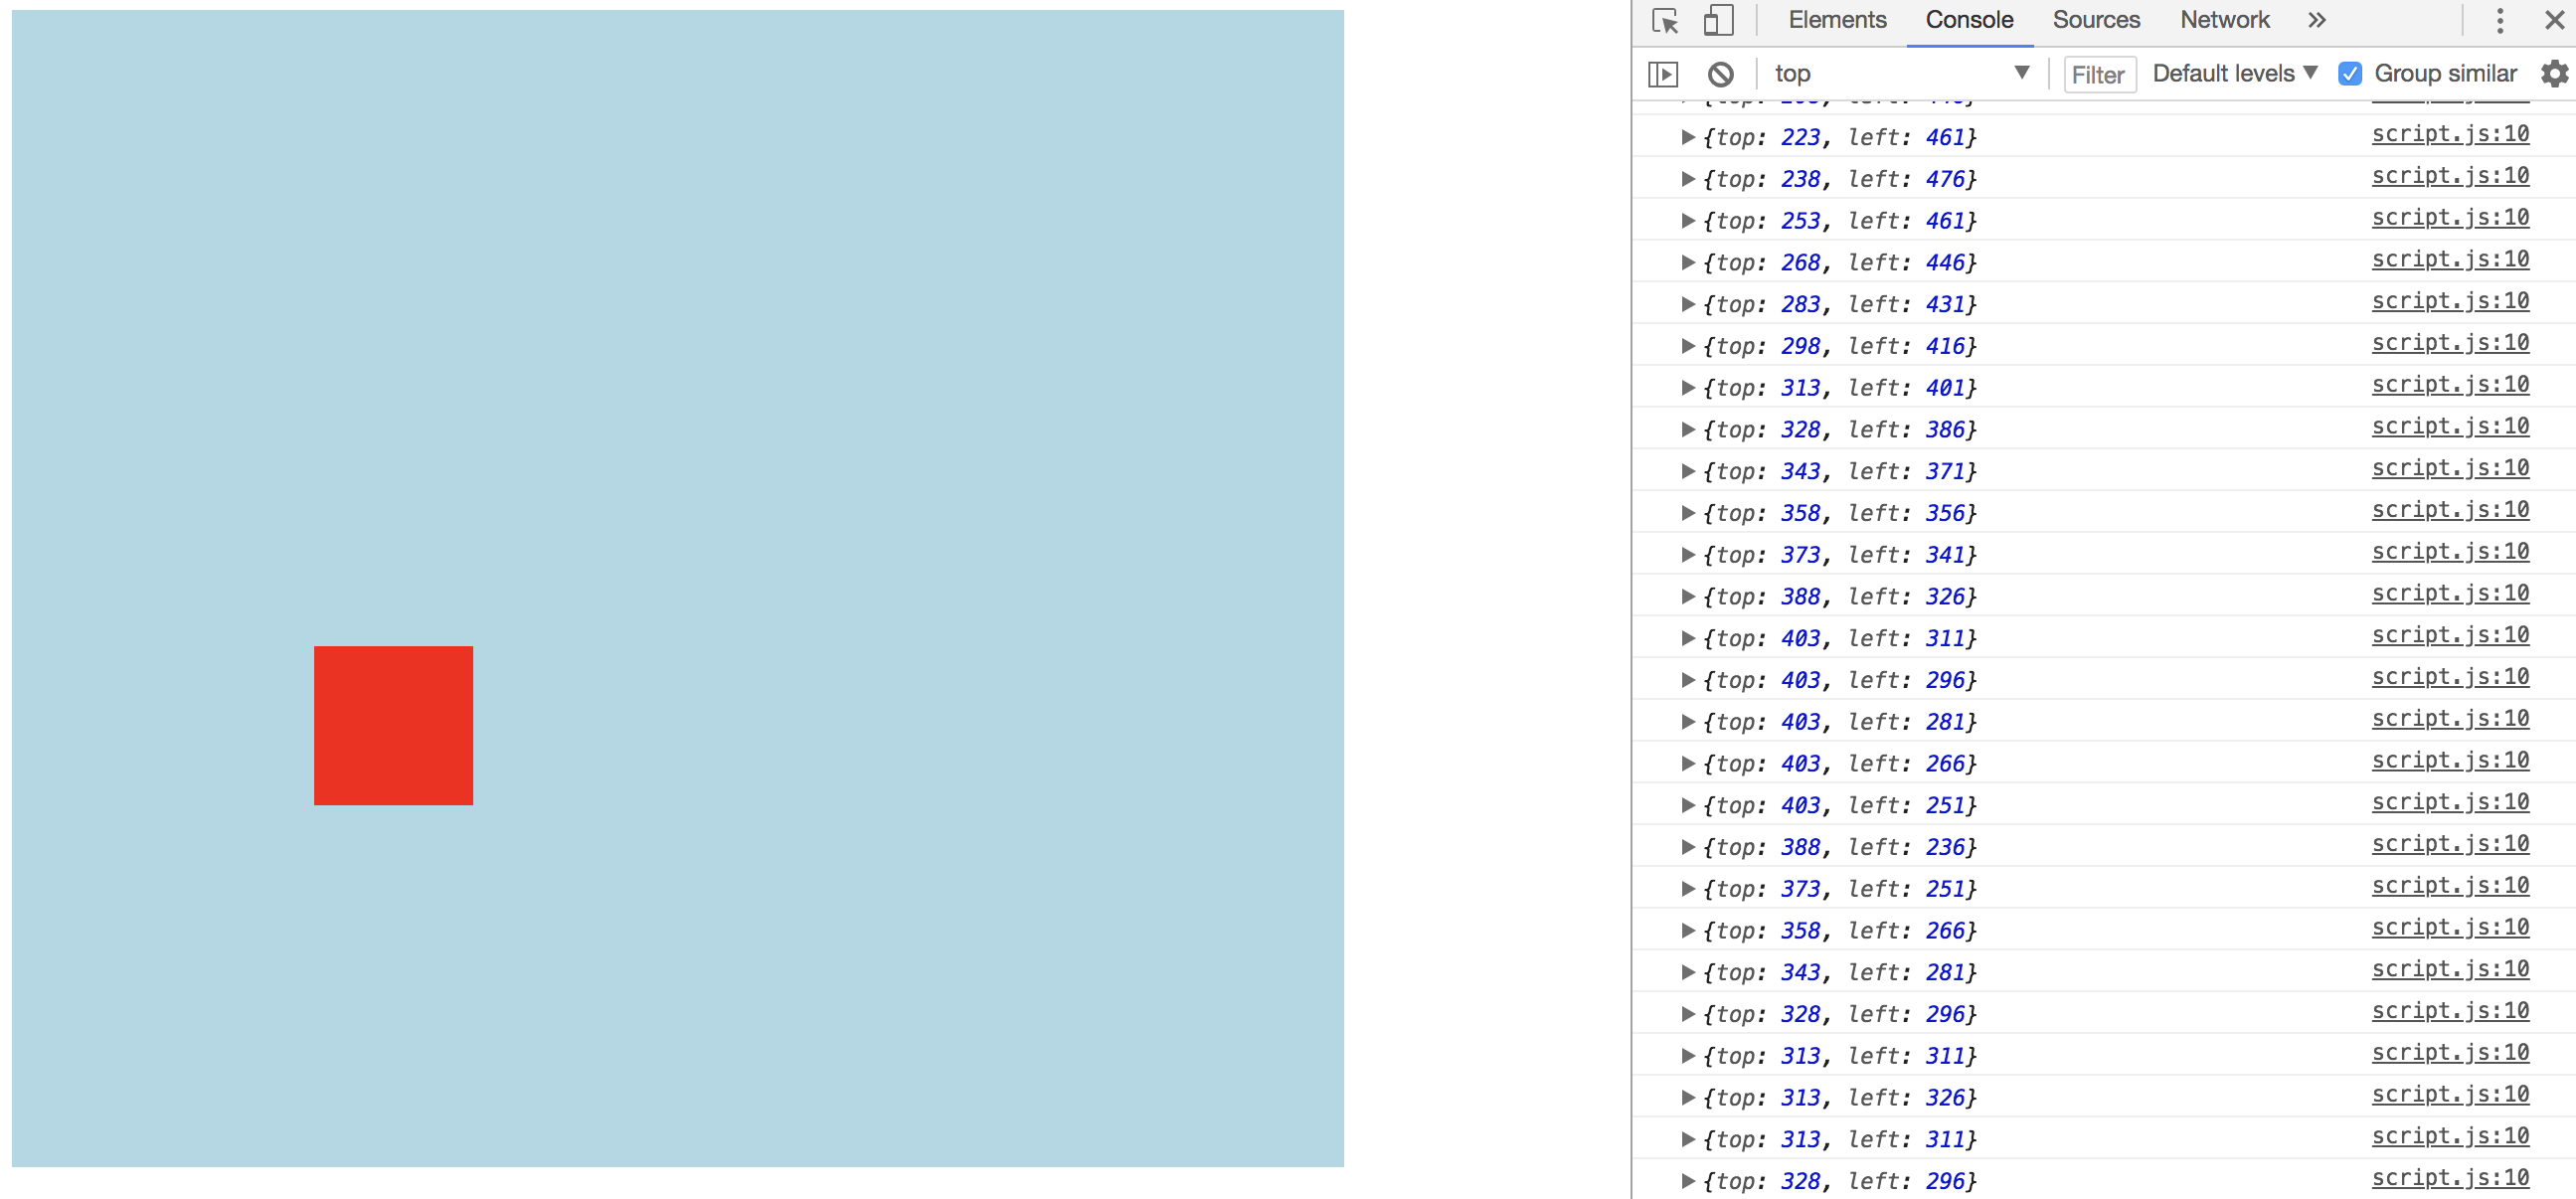 Elements Console Sources Network »
top Filter Default levels Group similar
{top: 223, left: 461} script.js:10
{top: 238, left: 476} script.js:10
{top: 253, left: 461} script.js:10
{top: 268, left: 446} script.js:10
{top: 283, left: 431} script.js:10
{top: 298, left: 416} script.js:10
{top: 313, left: 401} script.js:10
{top: 328, left: 386} script.js:10
{top: 343, left: 371} script.js:10
{top: 358, left: 356} script.js:10
{top: 373, left: 341} script.js:10
{top: 388, left: 326} script.js:10
{top: 403, left: 311} script.js:10
{top: 403, left: 296} script.js:10
{top: 403, left: 281} script.js:10
{top: 403, left: 266} script.js:10
{top: 403, left: 251} script.js:10
{top: 388, left: 236} script.js:10
{top: 373, left: 251} script.js:10
{top: 358, left: 266} script.js:10
{top: 343, left: 281} script.js:10
{top: 328, left: 296} script.js:10
{top: 313, left: 311} script.js:10
{top: 313, left: 326} script.js:10
{top: 313, left: 311} script.js:10
{top: 328, left: 296} script.js:10